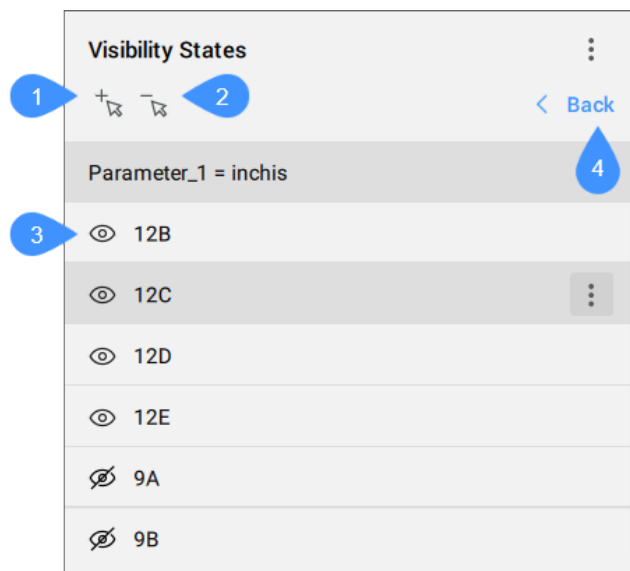 Visibility States
1
2
Back
4
Parameter_1 = inchis
3
12B
12C
12D
12E
9A
9B